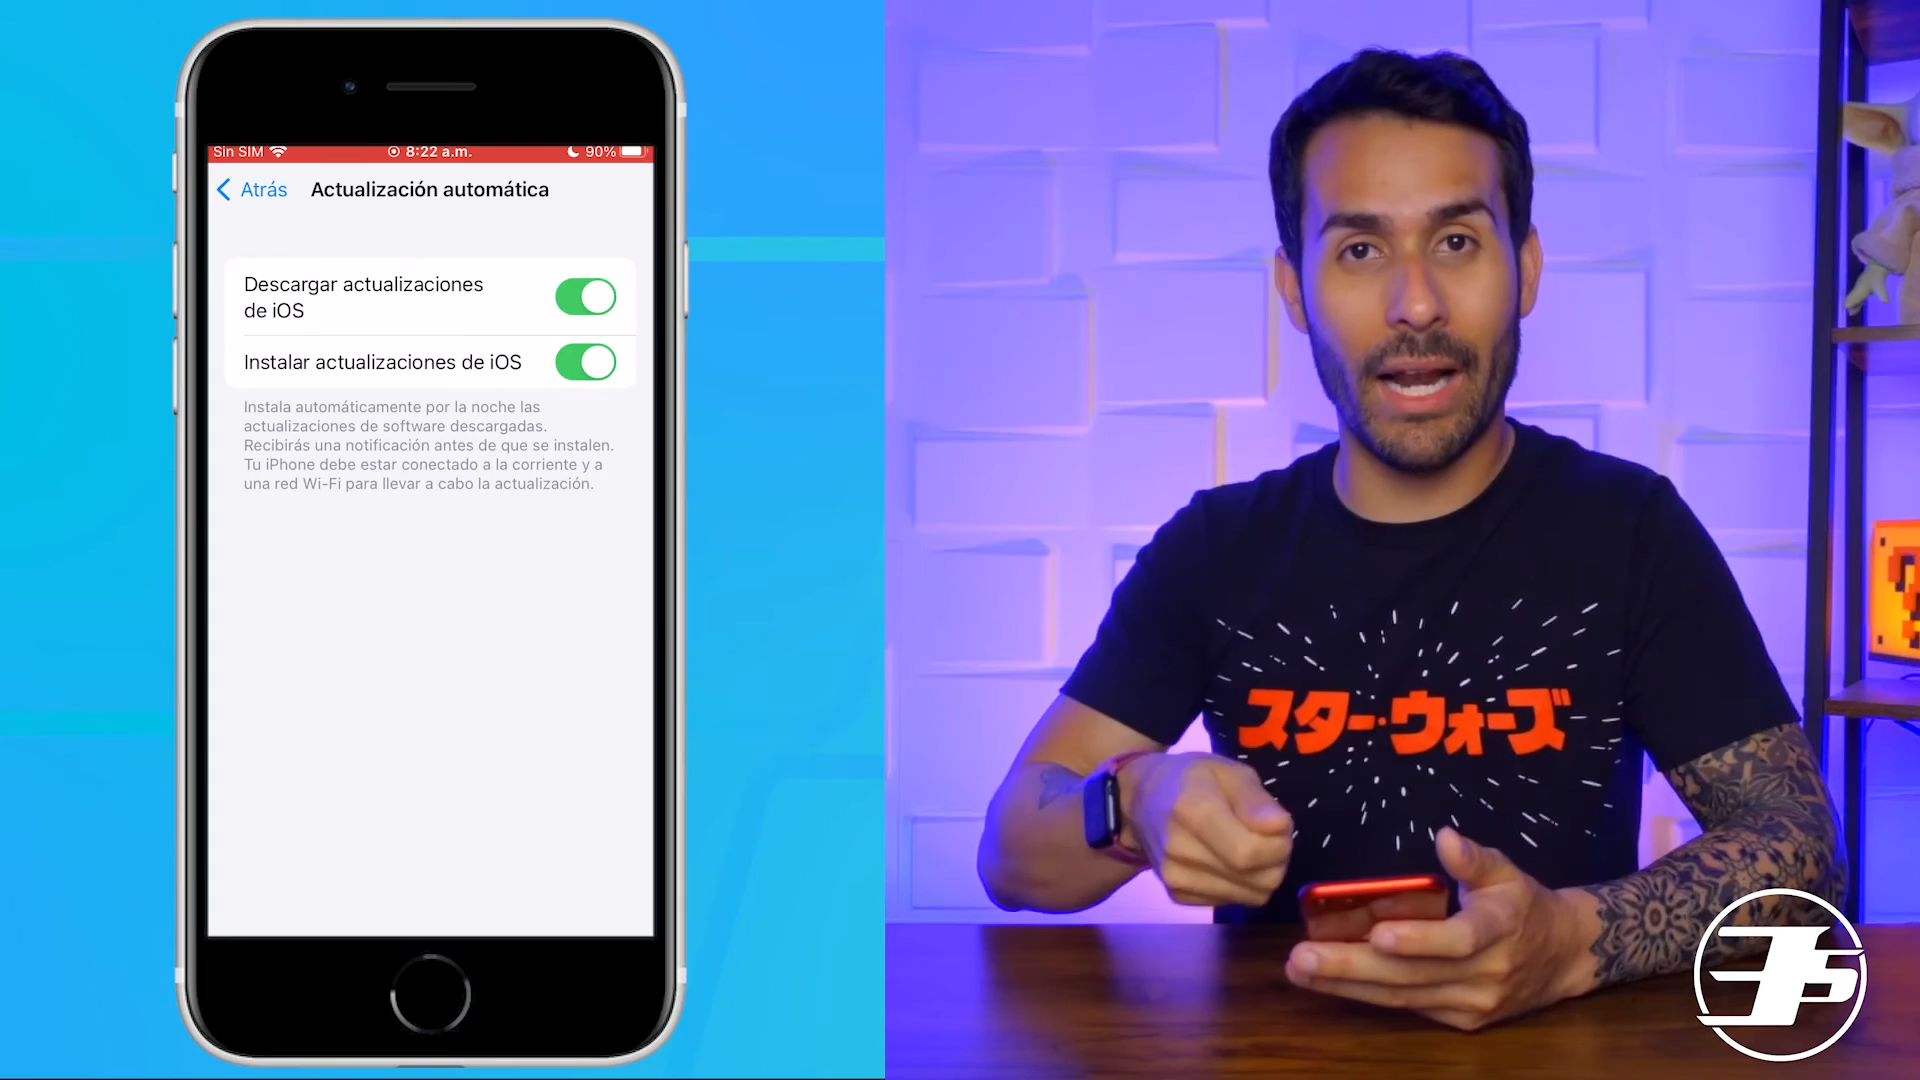 Sin SIM 8:22 a.m. 90%
Atrás Actualización automática
Descargar actualizaciones
de iOS
Instalar actualizaciones de iOS
Instala automáticamente por la noche las
actualizaciones de software descargadas.
Recibirás una notificación antes de que se instalen.
Tu iPhone debe estar conectado a la corriente y a
una red Wi-Fi para llevar a cabo la actualización.
スター・ウォーズ
?